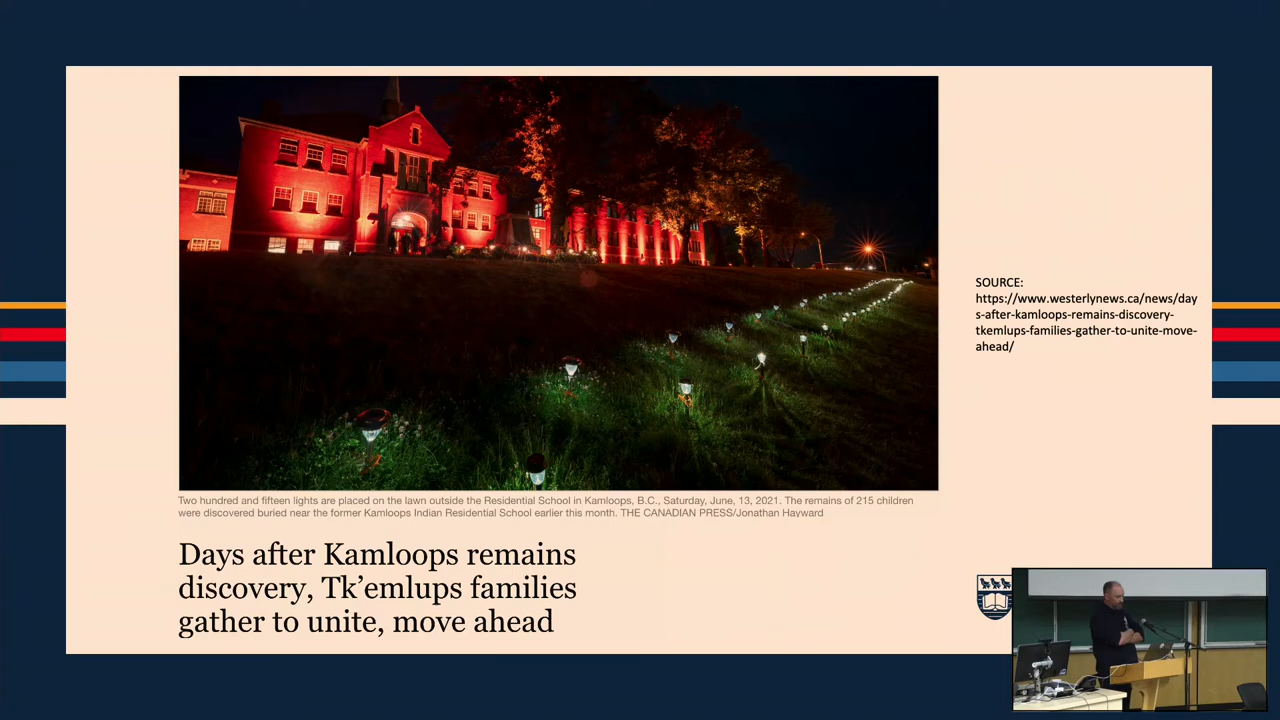 SOURCE:
https://www.westerlynews.ca/news/day
s-after-kamloops-remains-discovery-
tkemlups-families-gather-to-unite-move-
ahead/
Two hundred and fifteen lights are placed on the lawn outside the Residential School in Kamloops, B.C., Saturday, June, 13, 2021. The remains of 215 children
were discovered buried near the former Kamloops Indian Residential School earlier this month. THE CANADIAN PRESS/Jonathan Hayward
Days after Kamloops remains
discovery, Tk’emlups families
gather to unite, move ahead